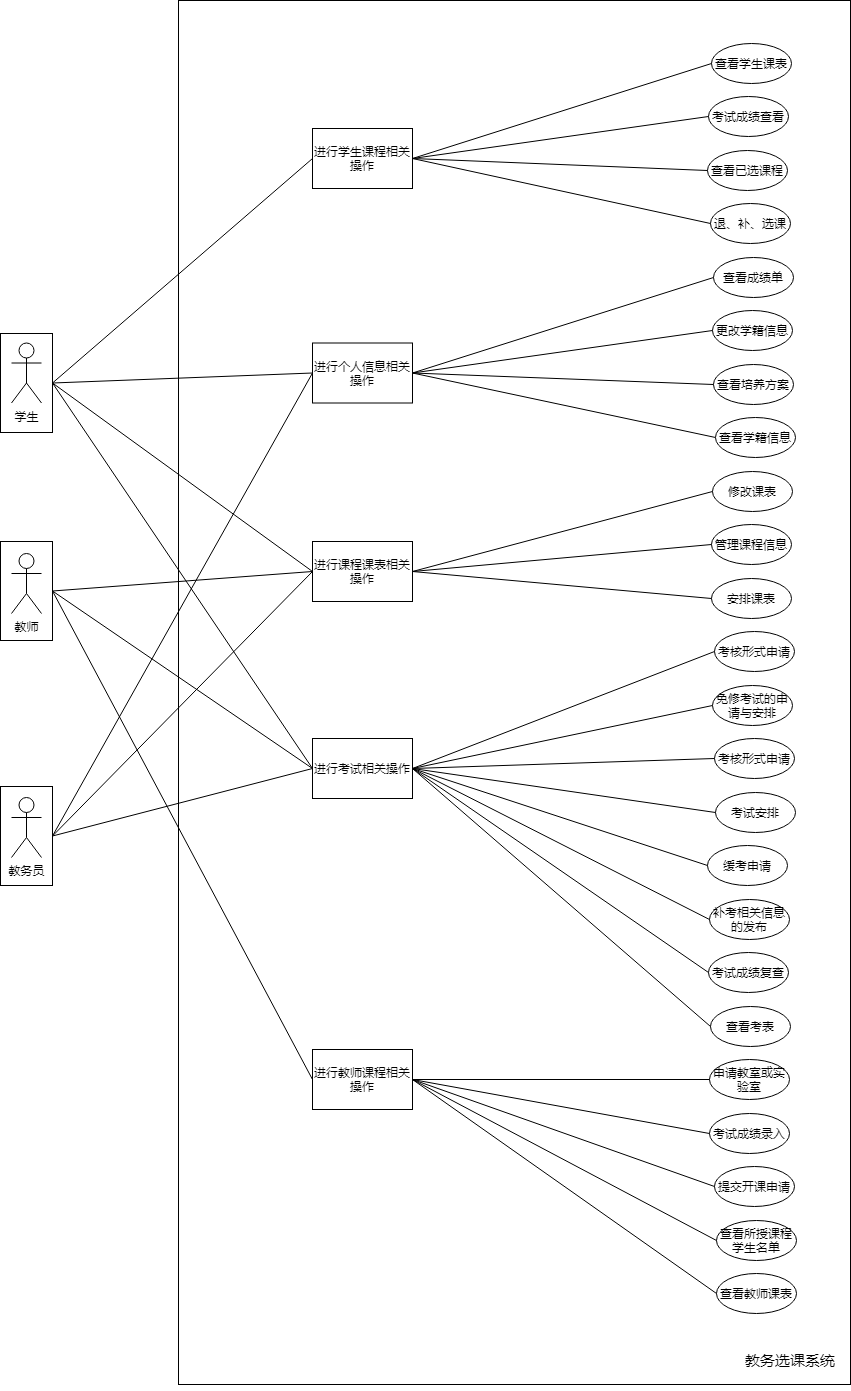 查看学生课表
考试成绩查看
进行学生课程相关
操作
查看已选课程
退、补、选课
查看成绩单
更改学籍信息
进行个人信息相关
操作
查看培养方案
学生
查看学籍信息
修改课表
管理课程信息
进行课程课表相关
操作
安排课表
教师
考核形式申请
免修考试的申
请与安排
考核形式申请
进行考试相关操作
考试安排
缓考申请
教务员
补考相关信息
的发布
考试成绩复查
查看考表
进行教师课程相关
操作
申请教室或实
验室
考试成绩录入
提交开课申请
查看所授课程
学生名单
查看教师课表
教务选课系统